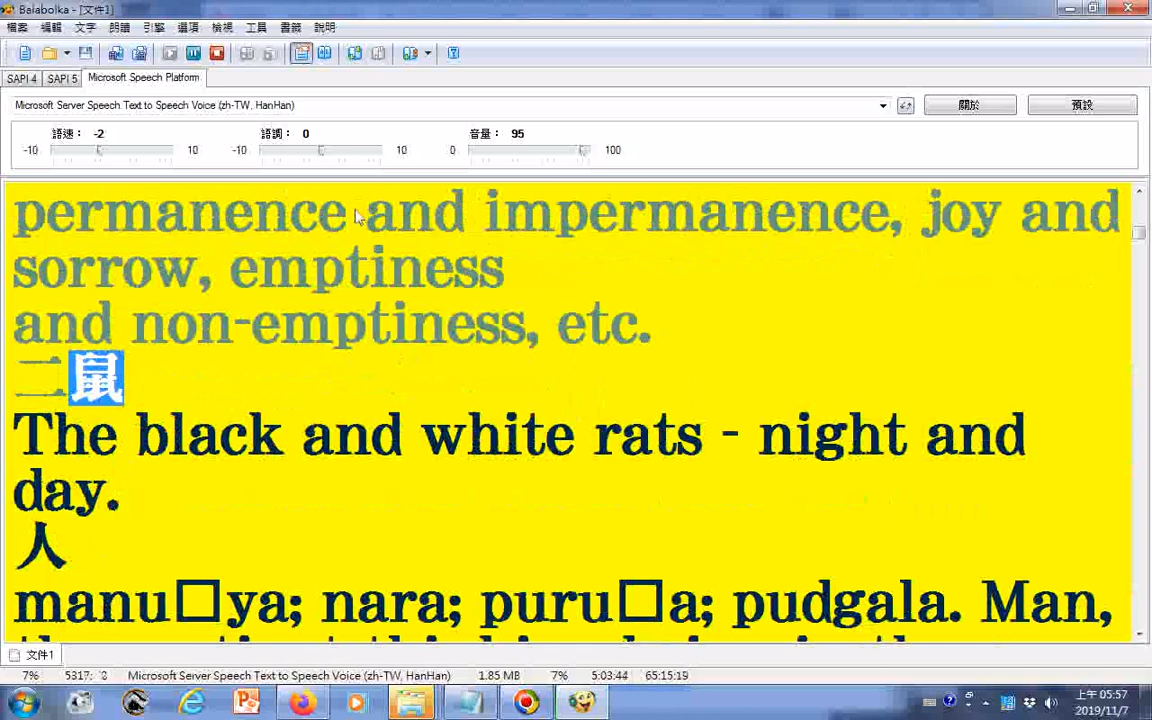 Balabolka - [文件1]
檔案 編輯 文字 朗讀 引擎 選項 檢視 工具 書籤 說明
SAPI 4 SAPI 5 Microsoft Speech Platform
Microsoft Server Speech Text to Speech Voice (zh-TW, HanHan) 關於 預設
語速: -2 語調: 0 音量: 95
-10 10 -10 10 0 100
permanence and impermanence, joy and
sorrow, emptiness
and non-emptiness, etc.
二鼠
The black and white rats - night and
day.
人
manu□ya; nara; puru□a; pudgala. Man,
文件1
7% Microsoft Server Speech Text to Speech Voice (zh-TW, HanHan) 1.85 MB 7% 5:03:44 65:15:19
上午 05:57
2019/11/7